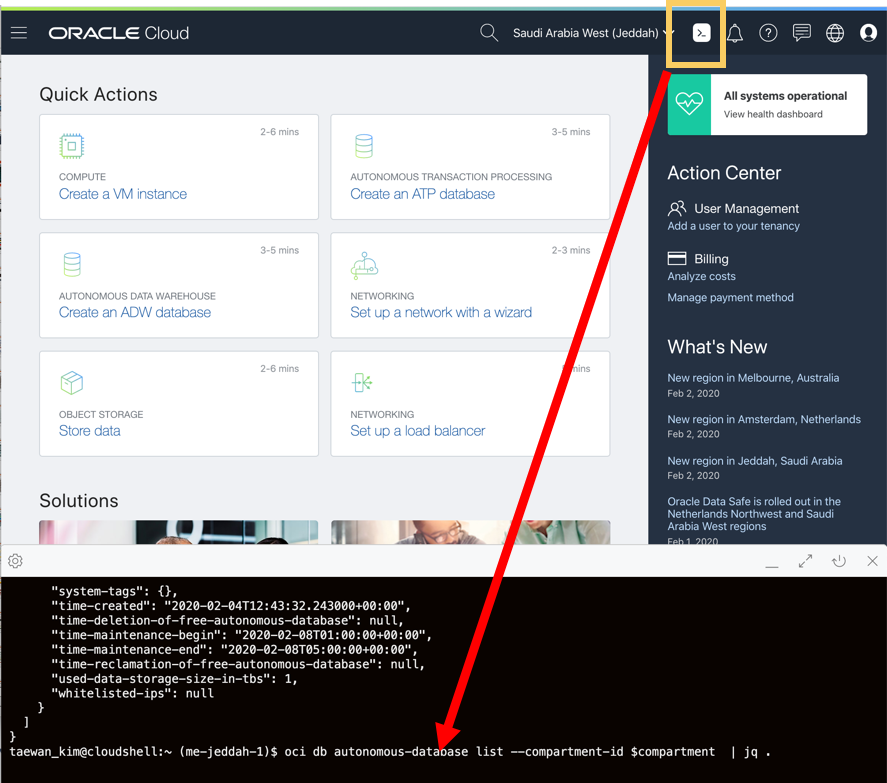 ORACLE Cloud
Saudi Arabia West (Jeddah)
Quick Actions
2-6 mins
COMPUTE
Create a VM instance
3-5 mins
AUTONOMOUS TRANSACTION PROCESSING
Create an ATP database
3-5 mins
AUTONOMOUS DATA WAREHOUSE
Create an ADW database
2-3 mins
NETWORKING
Set up a network with a wizard
2-6 mins
OBJECT STORAGE
Store data
mins
NETWORKING
Set up a load balancer
Solutions
All systems operational
View health dashboard
Action Center
User Management
Add a user to your tenancy
Billing
Analyze costs
Manage payment method
What's New
New region in Melbourne, Australia
Feb 2, 2020
New region in Amsterdam, Netherlands
Feb 2, 2020
New region in Jeddah, Saudi Arabia
Feb 2, 2020
Oracle Data Safe is rolled out in the
Netherlands Northwest and Saudi
Arabia West regions
Feb 1, 2020
"system-tags": {},
"time-created": "2020-02-04T12:43:32.243000+00:00",
"time-deletion-of-free-autonomous-database": null,
"time-maintenance-begin": "2020-02-08T01:00:00+00:00",
"time-maintenance-end": "2020-02-08T05:00:00+00:00",
"time-reclamation-of-free-autonomous-database": null,
"used-data-storage-size-in-tbs": 1,
"whitelisted-ips": null
}
]
}
taewan_kim@cloudshell:~ (me-jeddah-1)$ oci db autonomous-database list --compartment-id $compartment | jq .